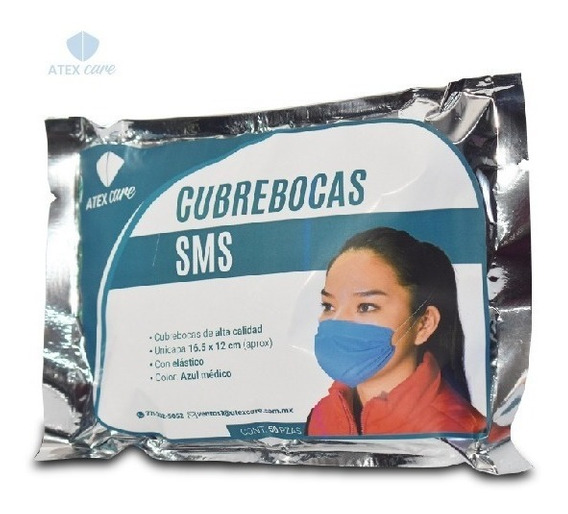 ATEX care
ATEX care
CUBREBOCAS
SMS
• Cubrebocas de alta calidad
• Unicapa 16.5 x 12 cm (aprox)
• Con elástico
• Color: Azul médico
CONT. 50 PZAS